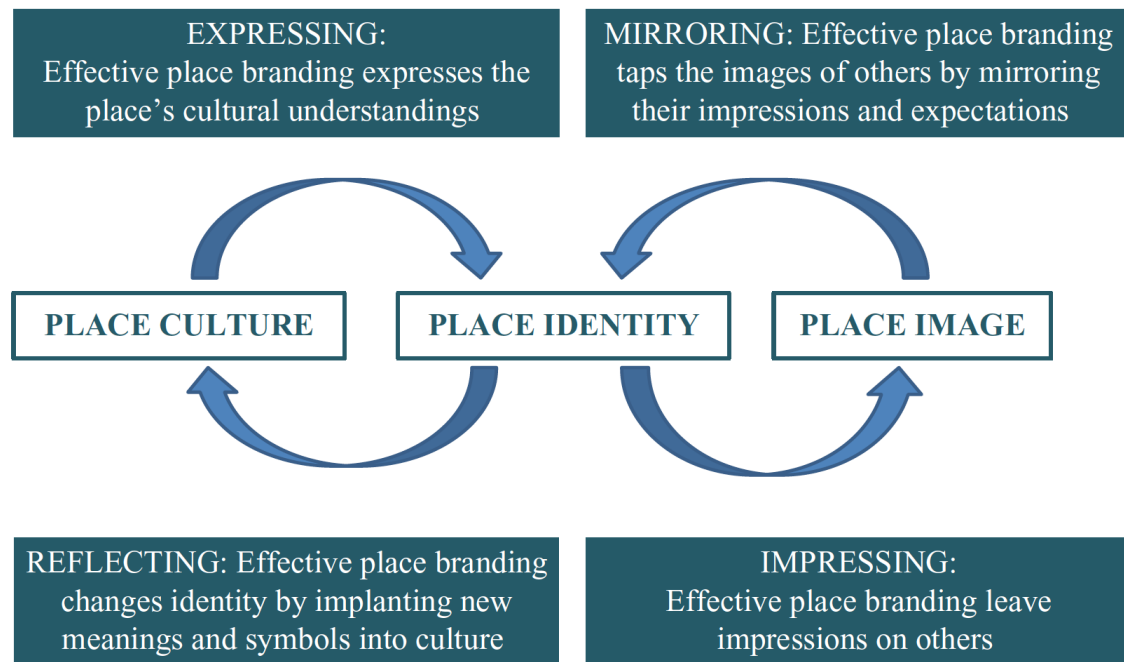 EXPRESSING:
Effective place branding expresses the
place’s cultural understandings
MIRRORING: Effective place branding
taps the images of others by mirroring
their impressions and expectations
PLACE CULTURE
PLACE IDENTITY
PLACE IMAGE
REFLECTING: Effective place branding
changes identity by implanting new
meanings and symbols into culture
IMPRESSING:
Effective place branding leave
impressions on others